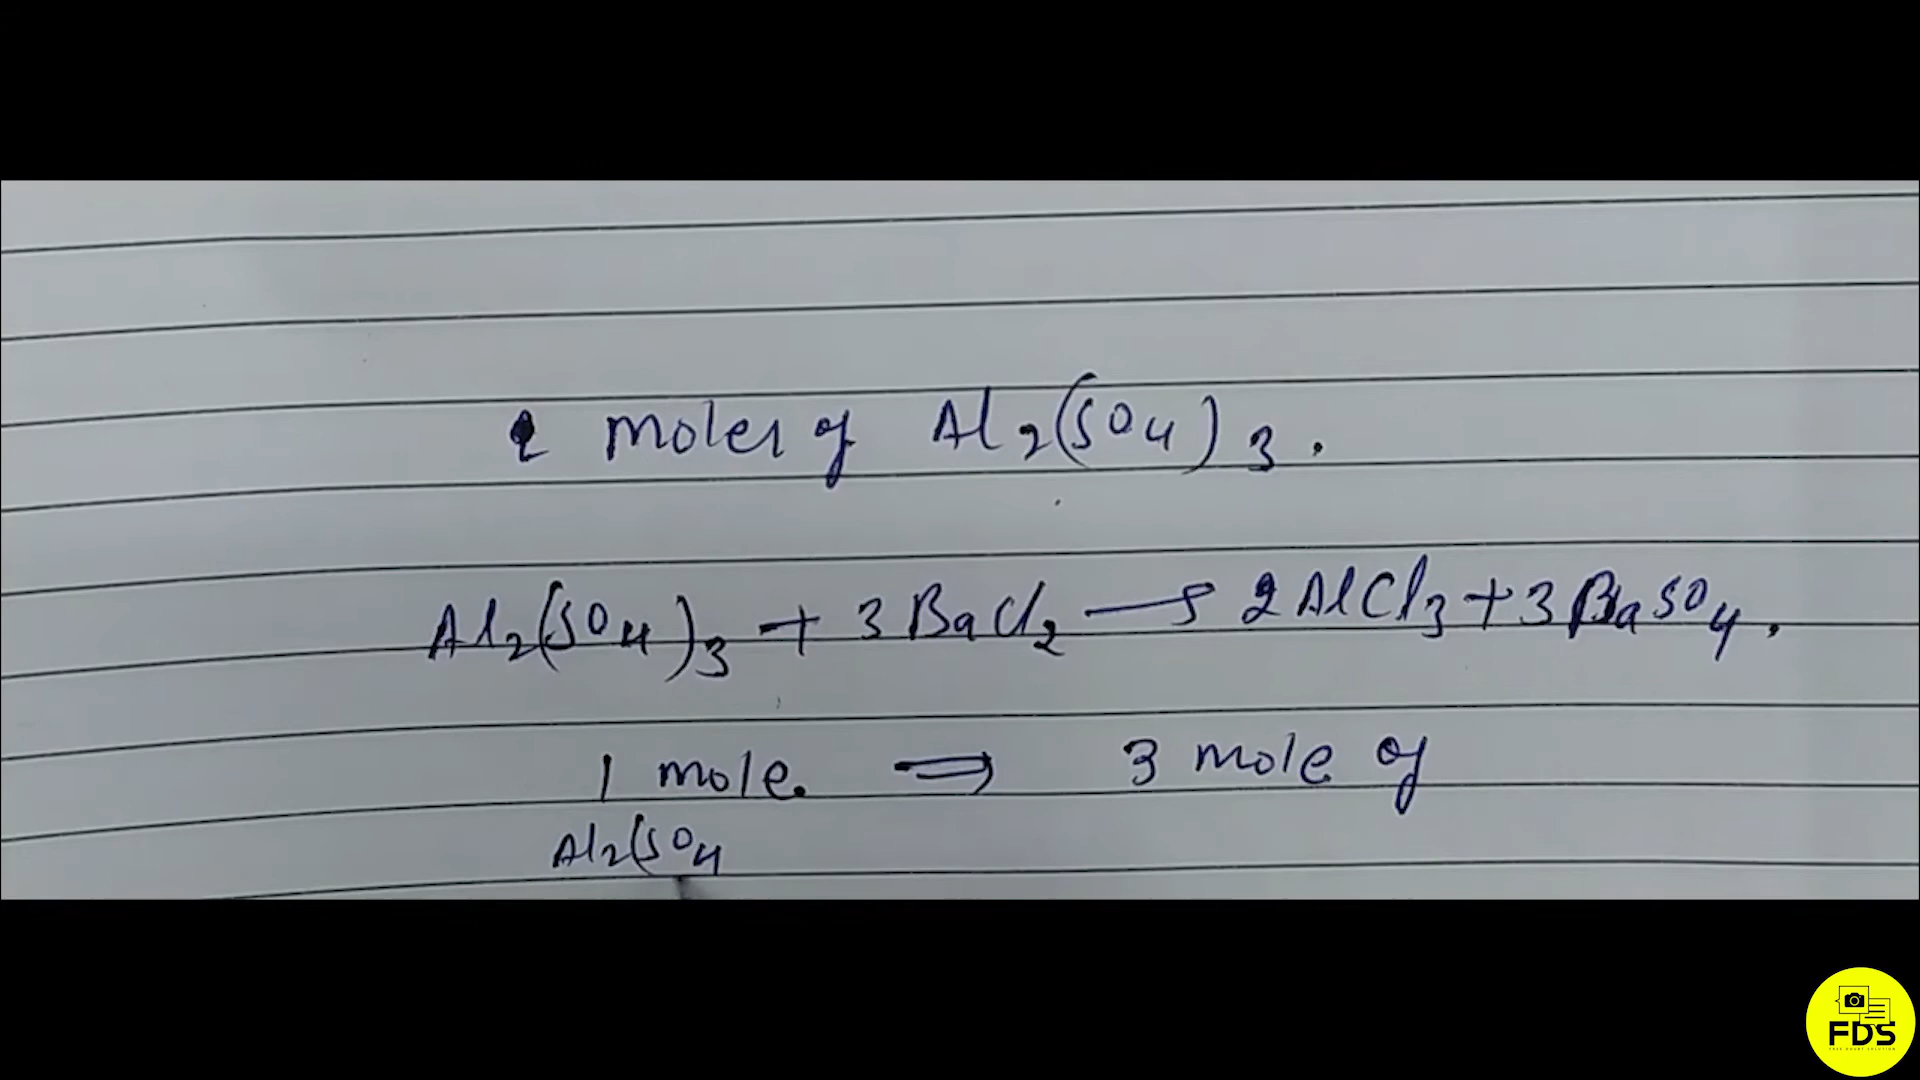 moles of Al₂(SO₄)₃.
Al₂(SO₄)₃ + 3BaCl₂ → 2AlCl₃ + 3BaSO₄.
1 mole. ⇒ 3 mole of
Al₂(SO₄
FDS